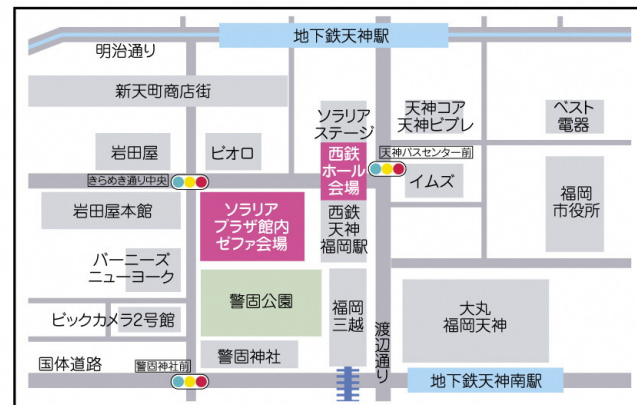 地下鉄天神駅
明治通り
新天町商店街
ソラリア
ステージ
天神コア
天神ビブレ
ベスト
電器
岩田屋
ビオロ
西鉄
ホール
会場
天神バスセンター前
イムズ
きらめき通り中央
岩田屋本館
ソラリア
プラザ館内
ゼファ会場
西鉄
天神
福岡駅
福岡
市役所
バーニーズ
ニューヨーク
警固公園
福岡
三越
渡辺通り
大丸
福岡天神
ビックカメラ2号館
国体道路
警固神社前
警固神社
地下鉄天神南駅